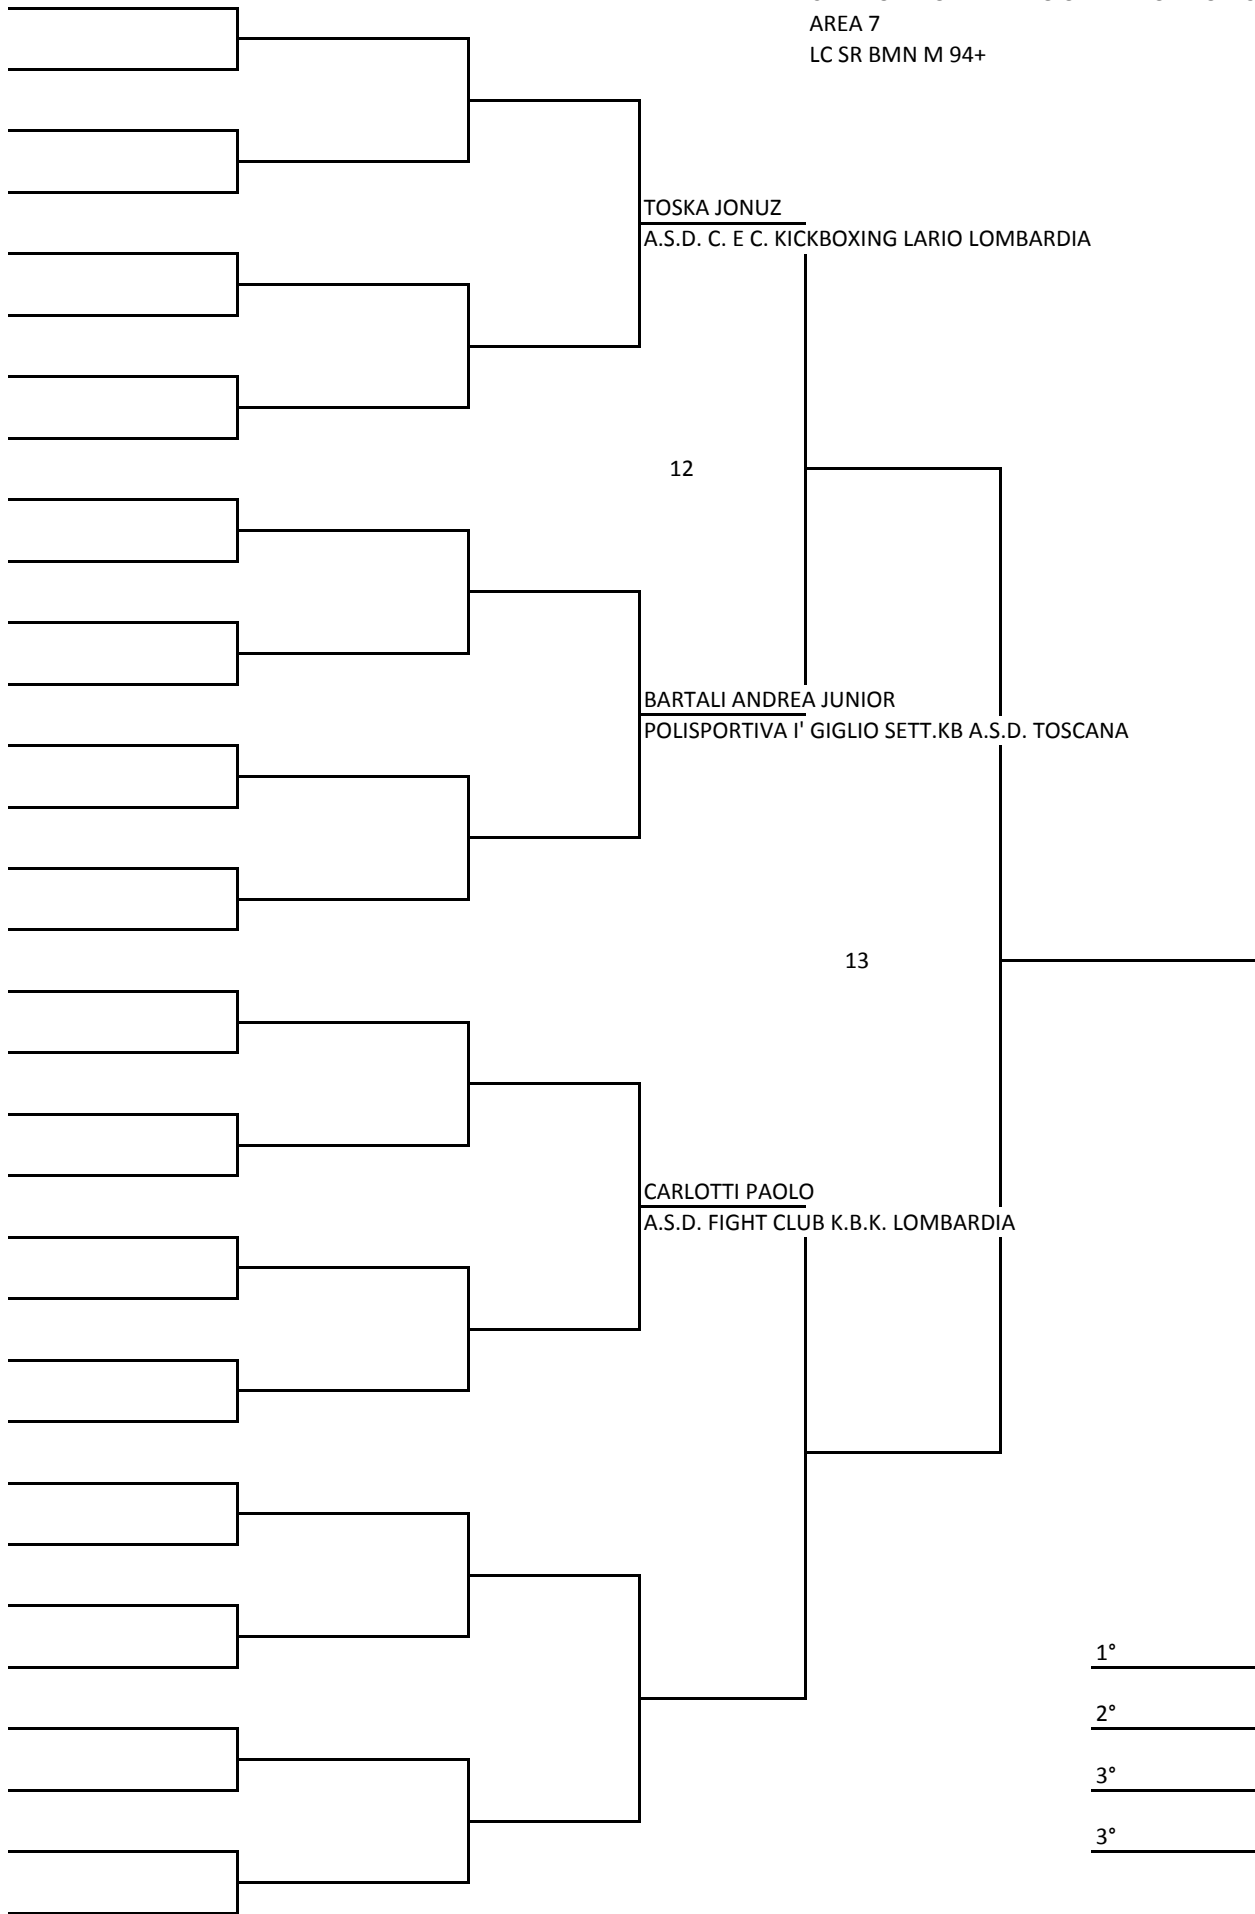 AREA 7
LC SR BMN M 94+
TOSKA JONUZ
A.S.D. C. E C. KICKBOXING LARIO LOMBARDIA
12
BARTALI ANDREA JUNIOR
POLISPORTIVA I' GIGLIO SETT.KB A.S.D. TOSCANA
13
CARLOTTI PAOLO
A.S.D. FIGHT CLUB K.B.K. LOMBARDIA
1°
2°
3°
3°